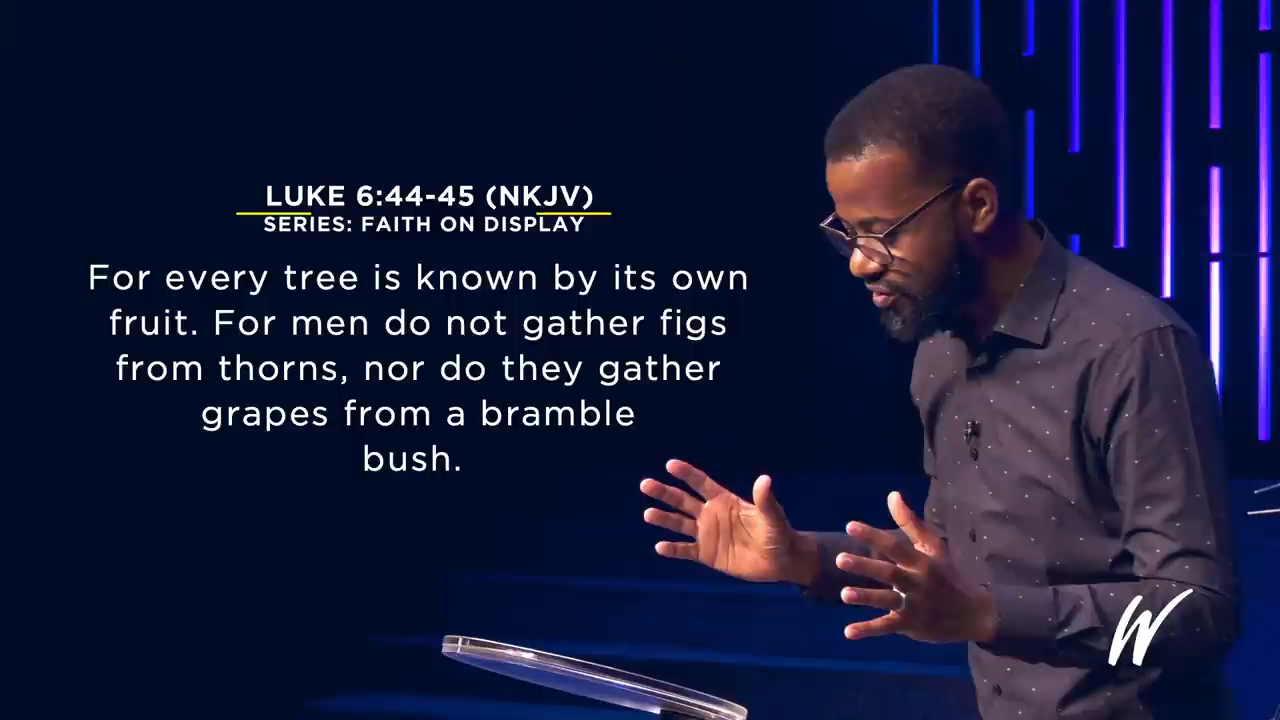 LUKE 6:44-45 (NKJV)
SERIES: FAITH ON DISPLAY
For every tree is known by its own
fruit. For men do not gather figs
from thorns, nor do they gather
grapes from a bramble
bush.
W